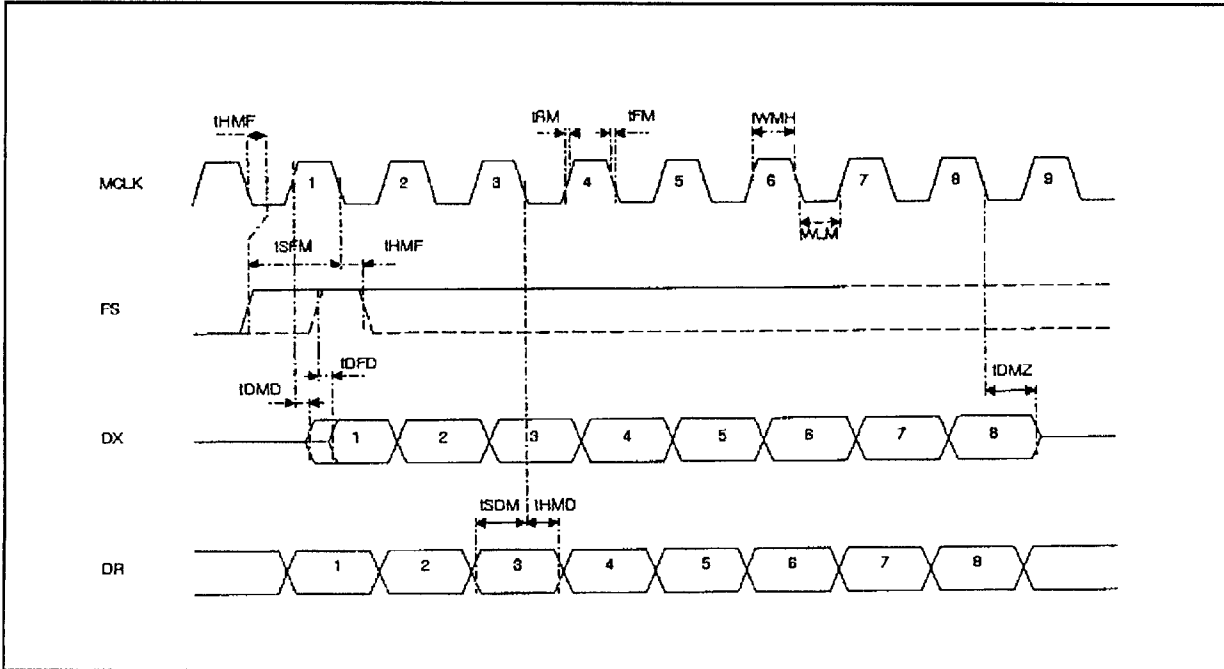 tHMF
tRM
tFM
tWMH
MCLK
1 2 3 4 5 6 7 8 9
tWLM
tSFM
tHMF
FS
tDFD
tDMD
tDMZ
DX
1 2 3 4 5 6 7 8
tSDM
tHMD
DR
1 2 3 4 5 6 7 8